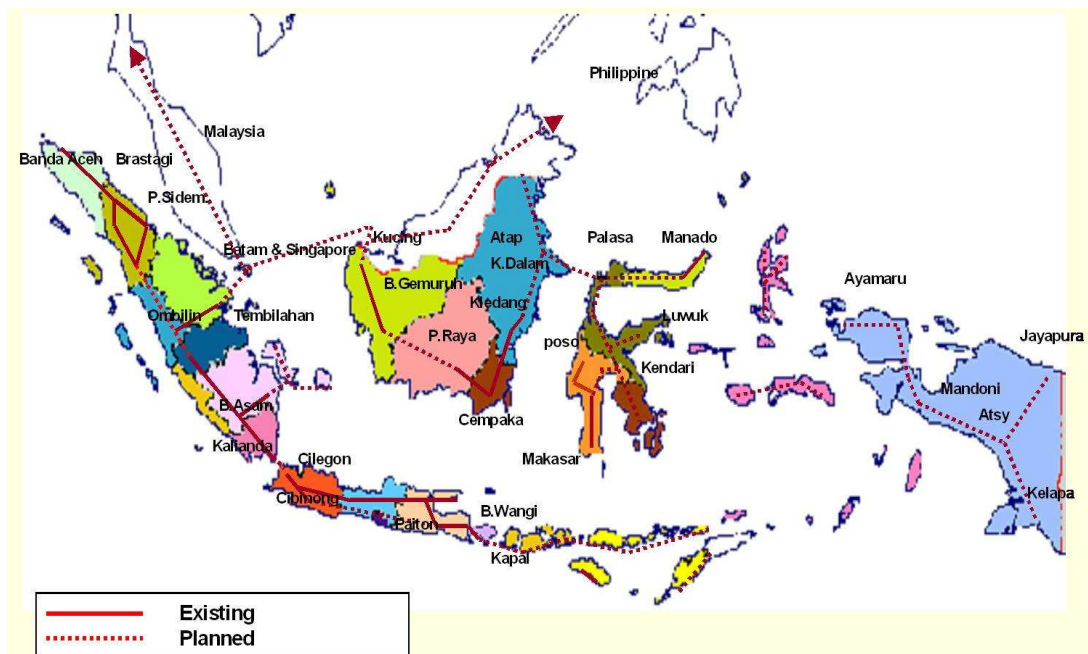 Philippine
Malaysia
Banda Aceh
Brastagi
P.Sidem
Batam & Singapore
Kucing
Atap
Palasa
Manado
K.Dalam
B.Gemuruh
Ayamaru
Ombilin
Tembilahan
Kledang
Luwuk
P.Raya
poso
Jayapura
Kendari
Mandoni
B.Asam
Atsy
Cempaka
Kalianda
Cilegon
Makasar
Cibinong
Kelapa
Paiton
B.Wangi
Kapal
Existing
Planned